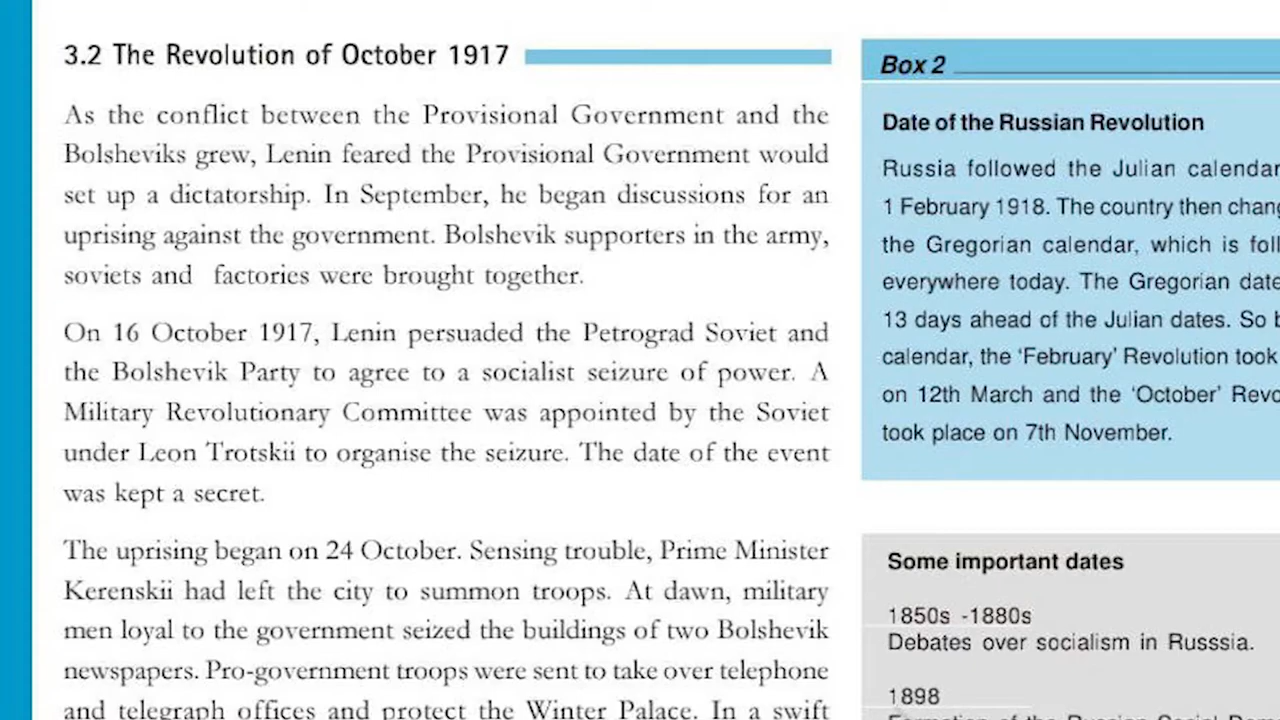 3.2 The Revolution of October 1917
As the conflict between the Provisional Government and the
Bolsheviks grew, Lenin feared the Provisional Government would
set up a dictatorship. In September, he began discussions for an
uprising against the government. Bolshevik supporters in the army,
soviets and factories were brought together.
On 16 October 1917, Lenin persuaded the Petrograd Soviet and
the Bolshevik Party to agree to a socialist seizure of power. A
Military Revolutionary Committee was appointed by the Soviet
under Leon Trotskii to organise the seizure. The date of the event
was kept a secret.
The uprising began on 24 October. Sensing trouble, Prime Minister
Kerenskii had left the city to summon troops. At dawn, military
men loyal to the government seized the buildings of two Bolshevik
newspapers. Pro-government troops were sent to take over telephone
and telegraph offices and protect the Winter Palace. In a swift
Box 2
Date of the Russian Revolution
Russia followed the Julian calendar
1 February 1918. The country then
the Gregorian calendar, which is
everywhere today. The Gregorian
13 days ahead of the Julian dates. So
calendar, the ‘February’ Revolution took
on 12th March and the ‘October’
took place on 7th November.
Some important dates
1850s -1880s
Debates over socialism in Russsia.
1898
Formation of the Russian Social